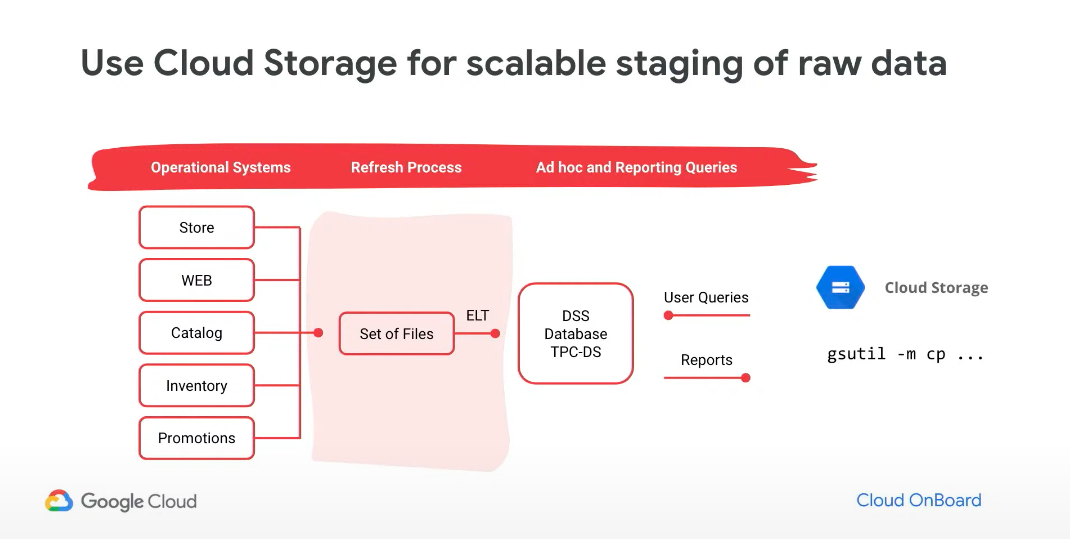 Use Cloud Storage for scalable staging of raw data
Operational Systems
Refresh Process
Ad hoc and Reporting Queries
Store
WEB
Catalog
Inventory
Promotions
Set of Files
ELT
DSS
Database
TPC-DS
User Queries
Reports
Cloud Storage
gsutil -m cp ...
Google Cloud
Cloud OnBoard